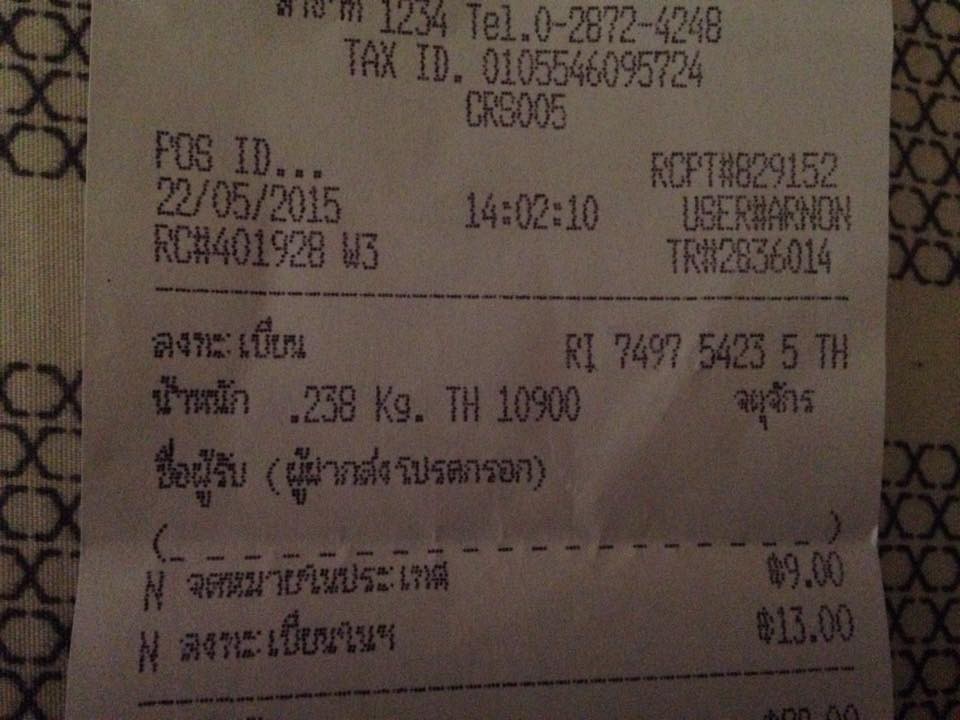 1234 Tel.0-2872-4248
TAX ID. 0105546095724
CRS005
POS ID... RCPT#829152
22/05/2015 14:02:10 USER#ARNON
RC#401928 W3 TR#2836014
ลงทะเบียน RI 7497 5423 5 TH
น้ำหนัก .238 Kg. TH 10900 จตุจักร
ชื่อผู้รับ (ผู้ฝากส่งโปรดกรอก)
(_ _ _ _ _ _ _ _ _ _ _ _ _ _ _ _ _ _ _ _ _ _)
N จดหมายในประเทศ ฿9.00
N ลงทะเบียนในฯ ฿13.00